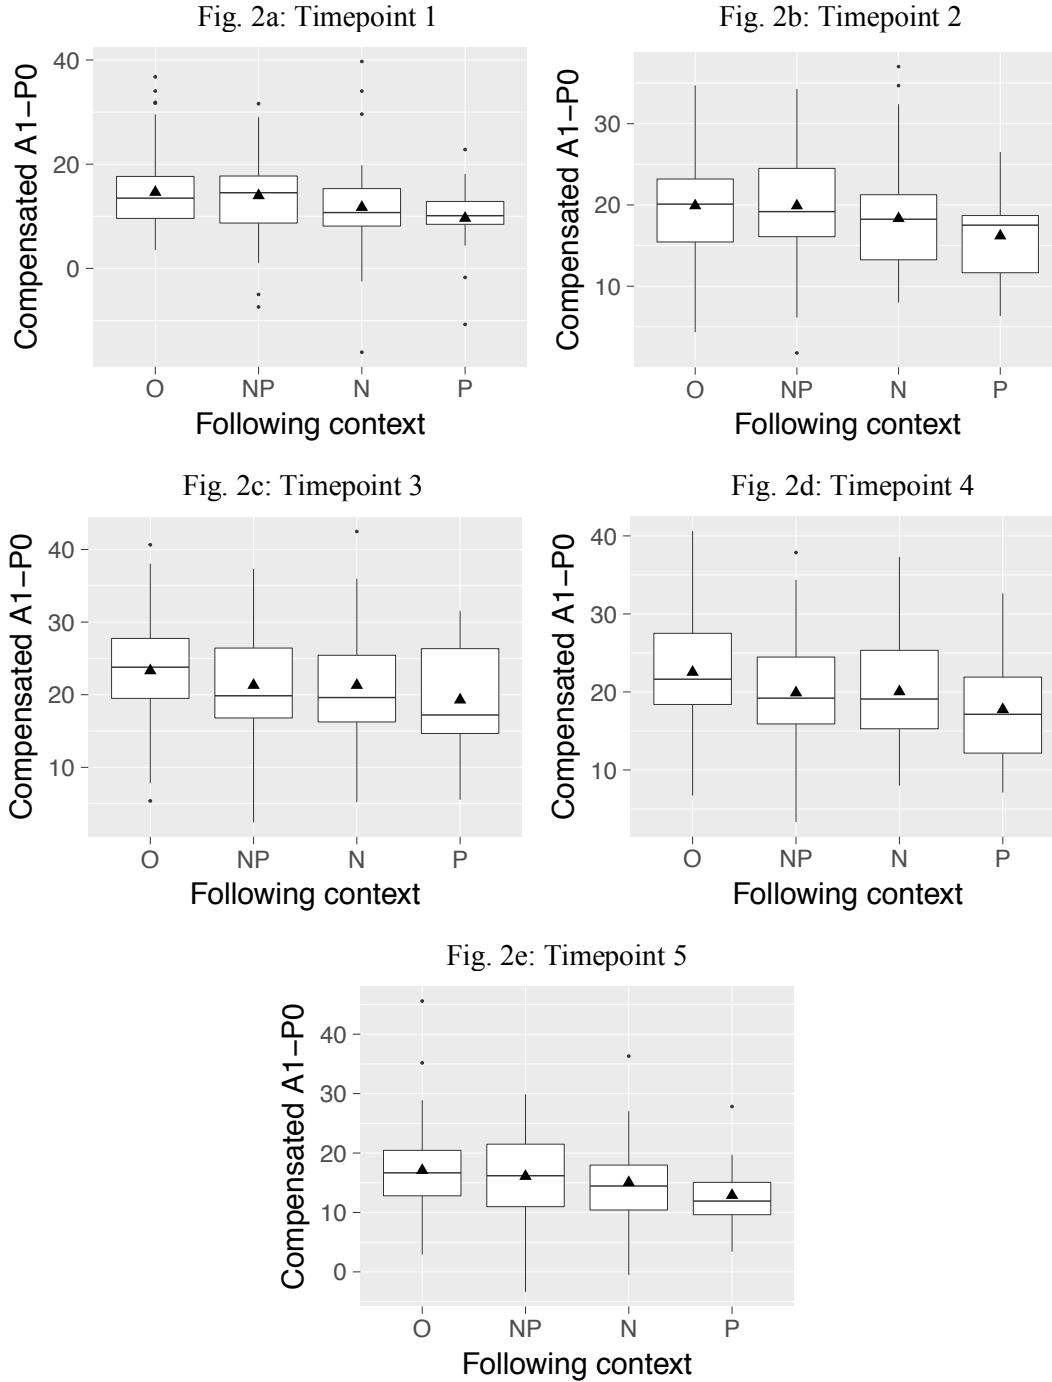 Fig. 2a: Timepoint 1
Compensated A1−P0
40
20
0
O NP N P
Following context
Fig. 2b: Timepoint 2
Compensated A1−P0
30
20
10
O NP N P
Following context
Fig. 2c: Timepoint 3
Compensated A1−P0
40
30
20
10
O NP N P
Following context
Fig. 2d: Timepoint 4
Compensated A1−P0
40
30
20
10
O NP N P
Following context
Fig. 2e: Timepoint 5
Compensated A1−P0
40
30
20
10
0
O NP N P
Following context